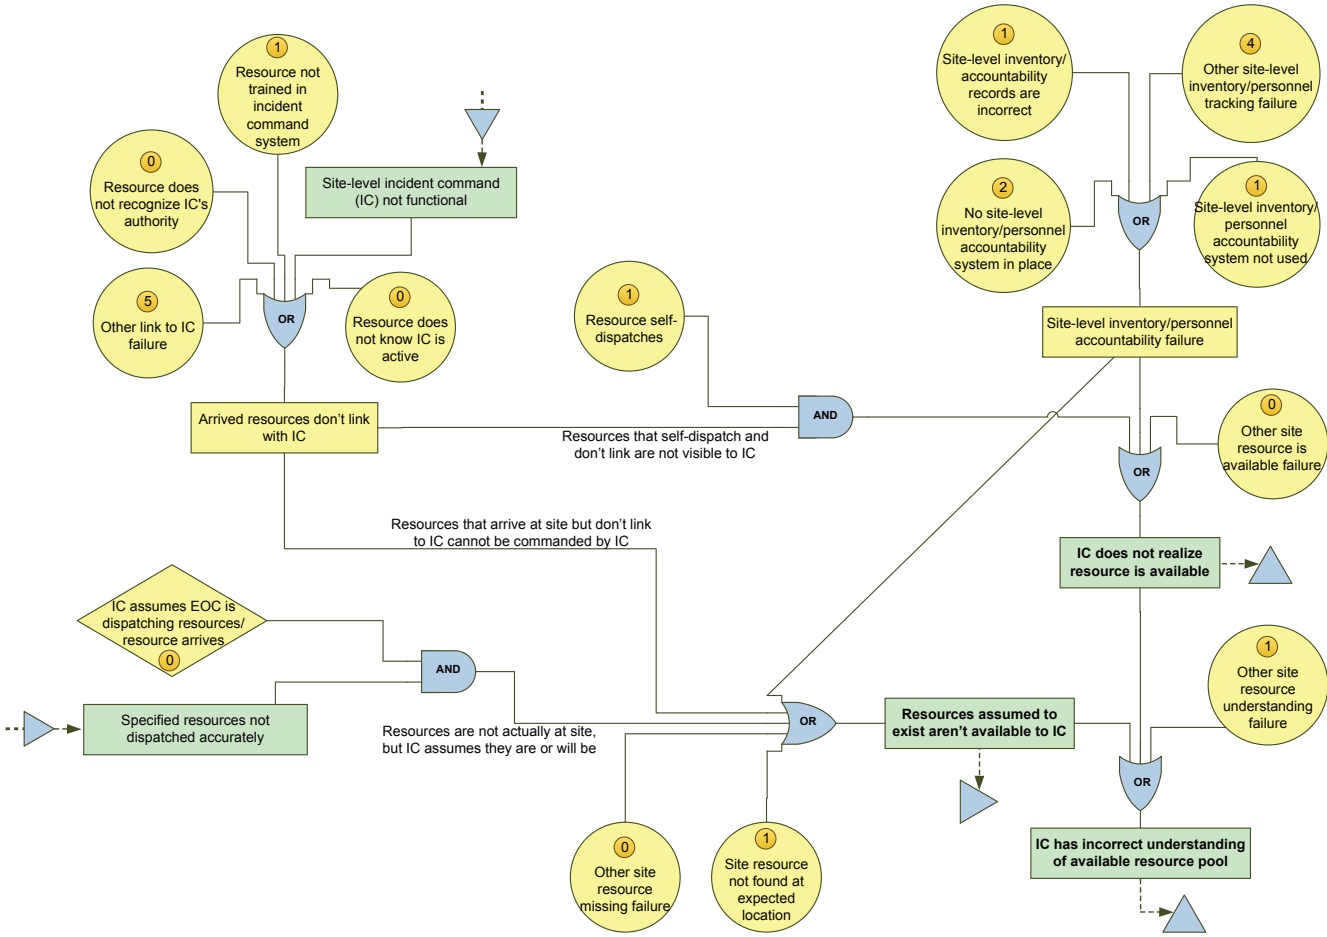 1
Resource not
trained in
incident
command
system
0
Resource does
not recognize IC's
authority
Site-level incident command
(IC) not functional
5
Other link to IC
failure
OR
0
Resource does
not know IC is
active
1
Site-level inventory/
accountability
records are
incorrect
4
Other site-level
inventory/personnel
tracking failure
2
No site-level
inventory/personnel
accountability
system in place
OR
1
Site-level inventory/
personnel
accountability
system not used
1
Resource self-
dispatches
Site-level inventory/personnel
accountability failure
Arrived resources don’t link
with IC
AND
Resources that self-dispatch and
don’t link are not visible to IC
0
Other site
resource is
available failure
OR
Resources that arrive at site but don’t link
to IC cannot be commanded by IC
IC does not realize
resource is available
IC assumes EOC is
dispatching resources/
resource arrives
0
AND
Specified resources not
dispatched accurately
Resources are not actually at site,
but IC assumes they are or will be
OR
Resources assumed to
exist aren’t available to IC
1
Other site
resource
understanding
failure
OR
0
Other site
resource
missing failure
1
Site resource
not found at
expected
location
IC has incorrect understanding
of available resource pool